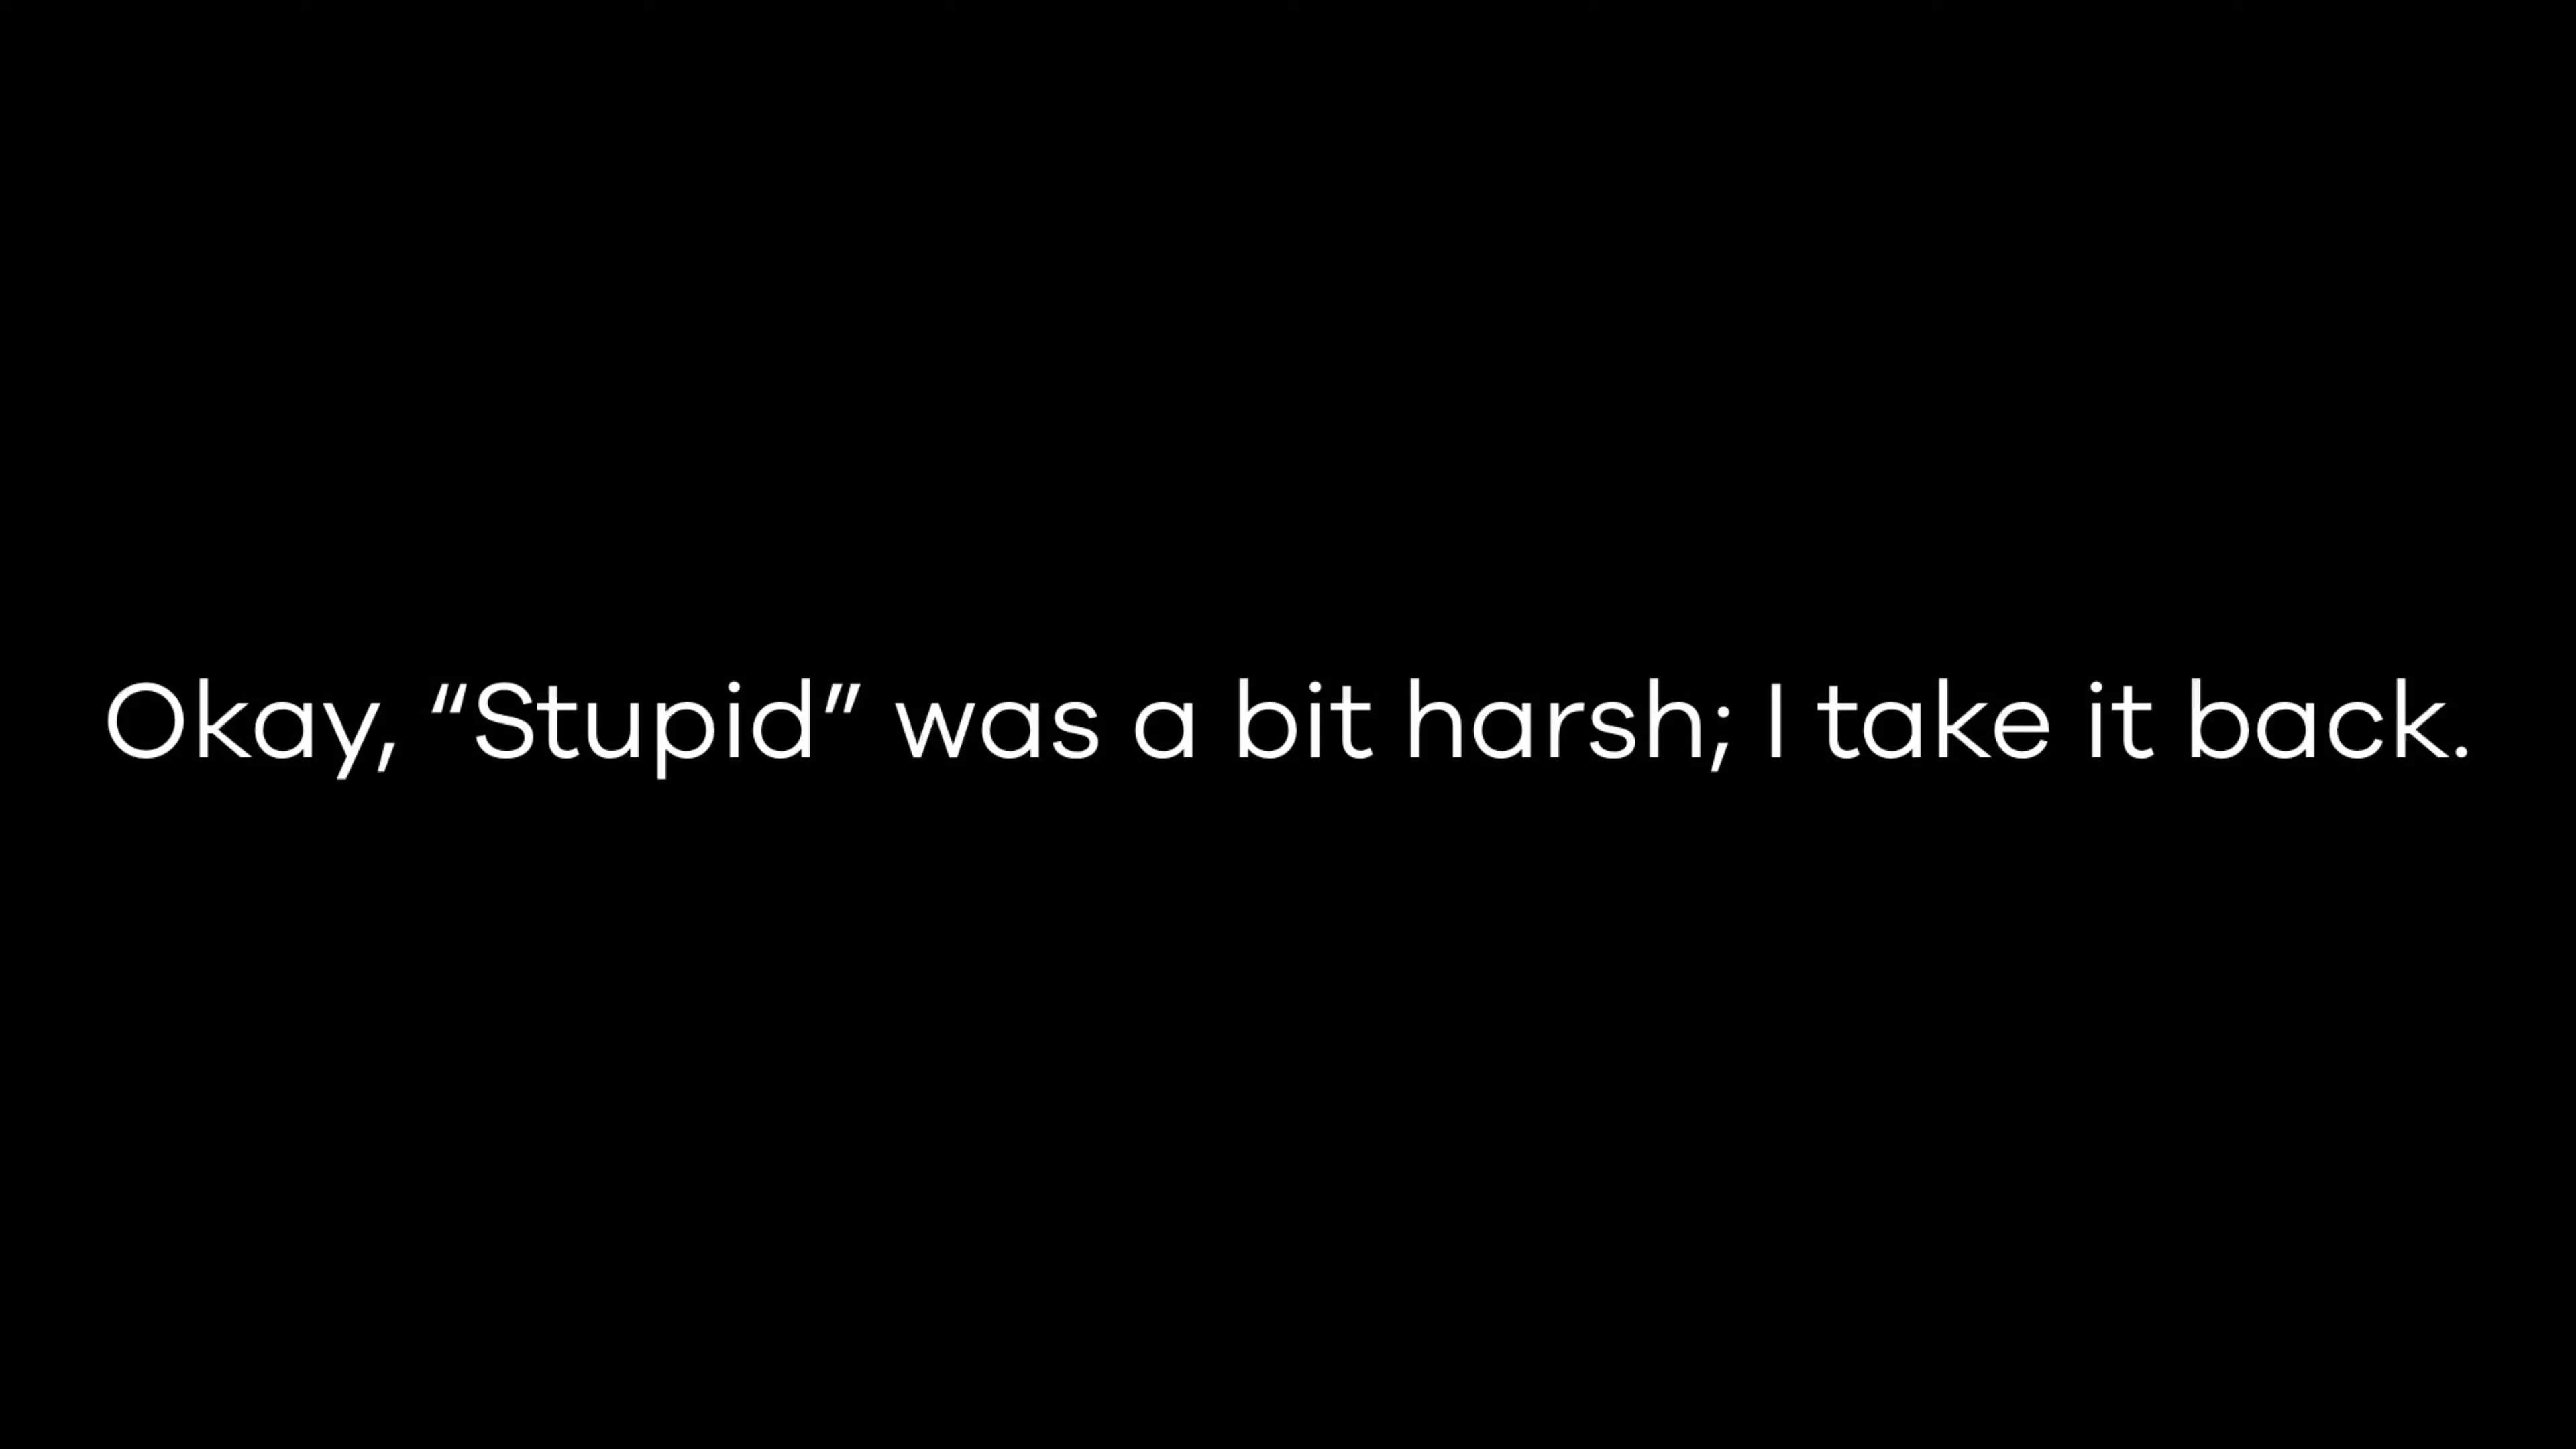 Okay, “Stupid” was a bit harsh; I take it back.